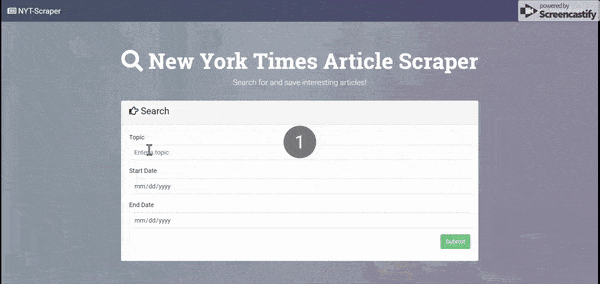 NYT-Scraper
powered by
Screencastify
New York Times Article Scraper
Search for and save interesting articles!
Search
1
Topic
Enter a topic
Start Date
mm/dd/yyyy
End Date
mm/dd/yyyy
Submit